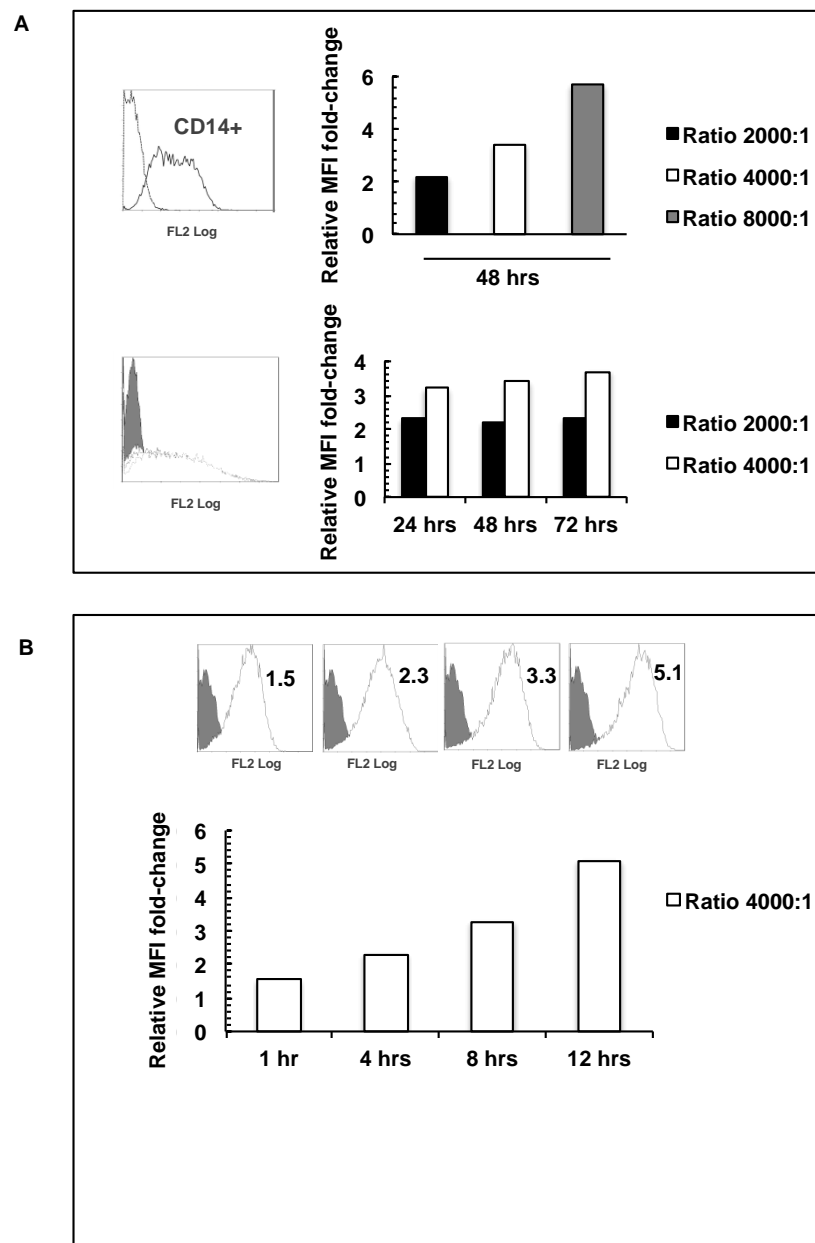 A
CD14+
FL2 Log
Relative MFI fold-change
6
4
2
0
48 hrs
Ratio 2000:1
Ratio 4000:1
Ratio 8000:1
FL2 Log
Relative MFI fold-change
4
3
2
1
0
24 hrs 48 hrs 72 hrs
Ratio 2000:1
Ratio 4000:1
B
1.5 2.3 3.3 5.1
FL2 Log FL2 Log FL2 Log FL2 Log
Relative MFI fold-change
6
5
4
3
2
1
0
1 hr 4 hrs 8 hrs 12 hrs
Ratio 4000:1